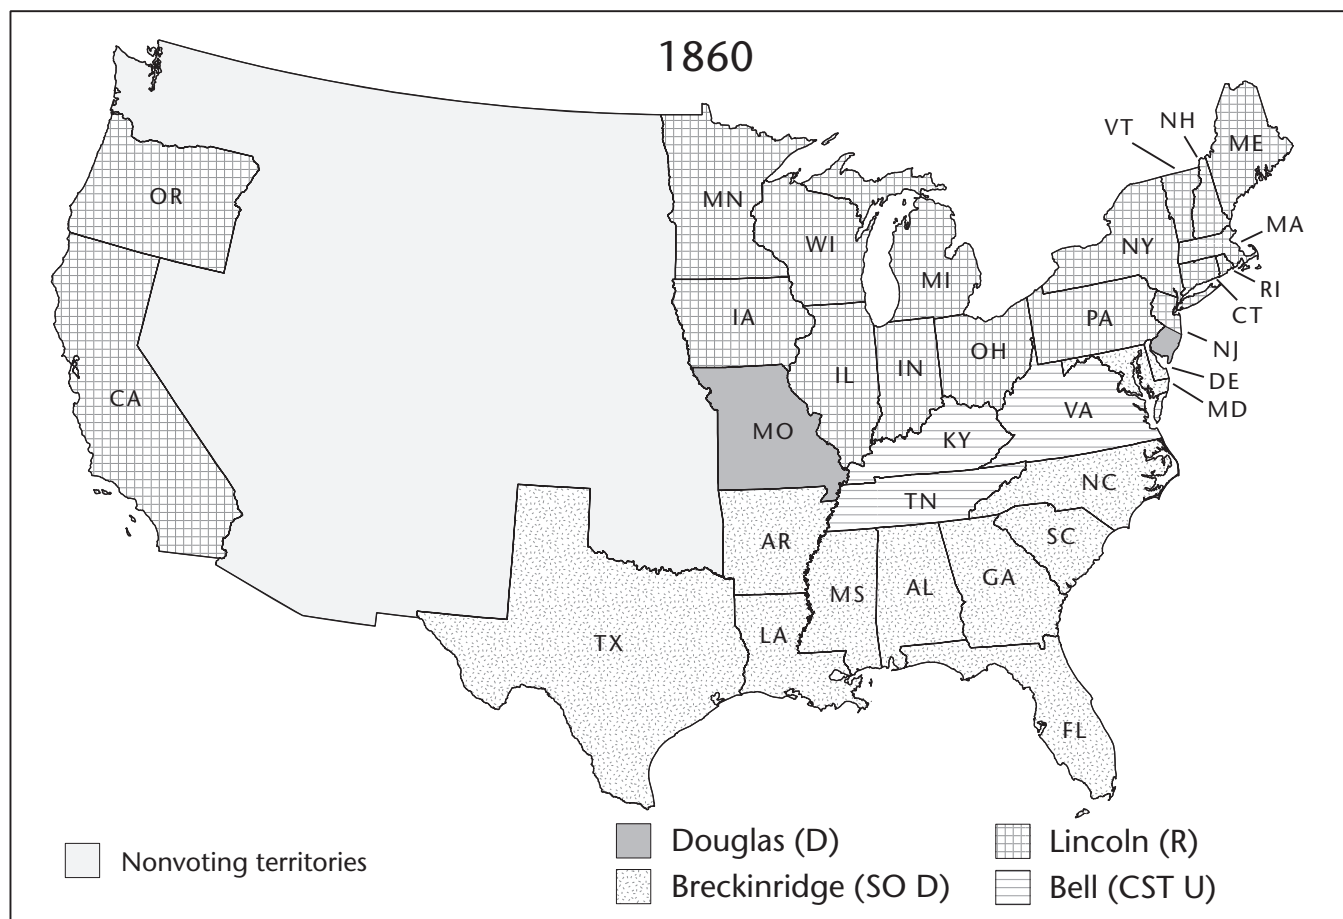 1860
VT
NH
ME
OR
MN
MA
WI
NY
MI
RI
CT
IA
PA
OH
NJ
IL
IN
DE
CA
MD
VA
MO
KY
NC
TN
SC
AR
GA
AL
MS
LA
TX
FL
Nonvoting territories
Douglas (D)
Lincoln (R)
Breckinridge (SO D)
Bell (CST U)